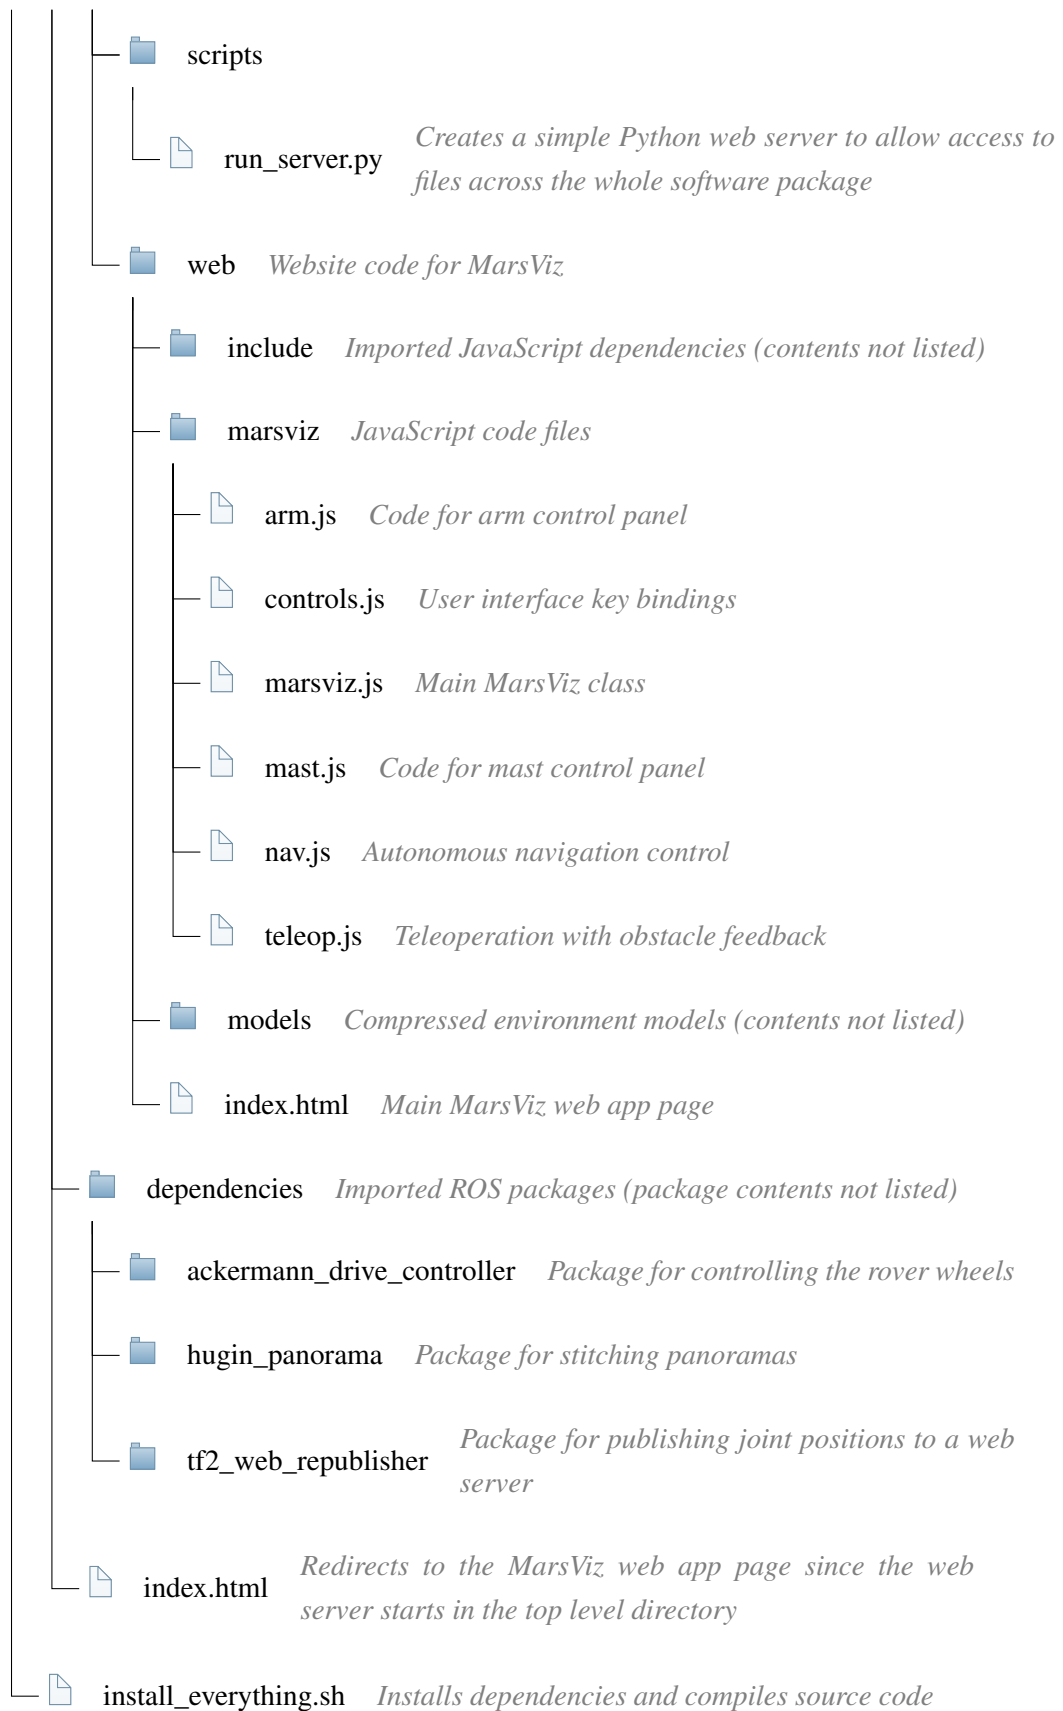 scripts
run_server.py Creates a simple Python web server to allow access to
files across the whole software package
web Website code for MarsViz
include Imported JavaScript dependencies (contents not listed)
marsviz JavaScript code files
arm.js Code for arm control panel
controls.js User interface key bindings
marsviz.js Main MarsViz class
mast.js Code for mast control panel
nav.js Autonomous navigation control
teleop.js Teleoperation with obstacle feedback
models Compressed environment models (contents not listed)
index.html Main MarsViz web app page
dependencies Imported ROS packages (package contents not listed)
ackermann_drive_controller Package for controlling the rover wheels
hugin_panorama Package for stitching panoramas
tf2_web_republisher Package for publishing joint positions to a web
server
index.html Redirects to the MarsViz web app page since the web
server starts in the top level directory
install_everything.sh Installs dependencies and compiles source code